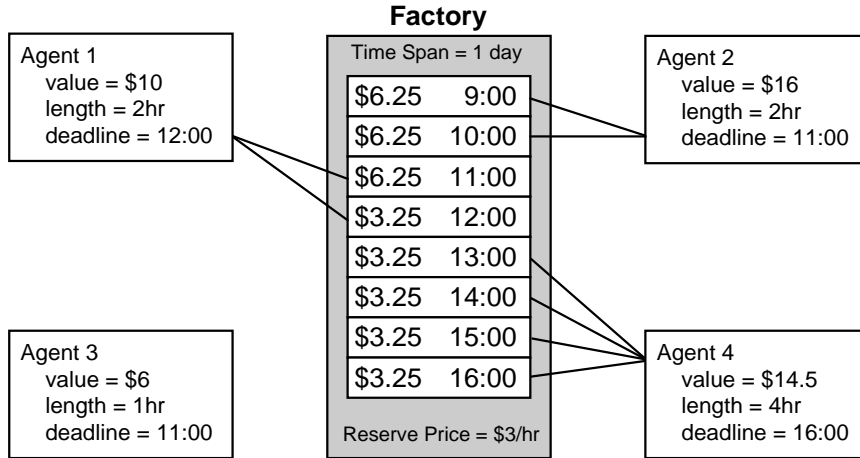 Factory
Time Span = 1 day
Agent 1
value = $10
length = 2hr
deadline = 12:00
Agent 2
value = $16
length = 2hr
deadline = 11:00
$6.25 9:00
$6.25 10:00
$6.25 11:00
$3.25 12:00
$3.25 13:00
$3.25 14:00
$3.25 15:00
$3.25 16:00
Agent 3
value = $6
length = 1hr
deadline = 11:00
Agent 4
value = $14.5
length = 4hr
deadline = 16:00
Reserve Price = $3/hr